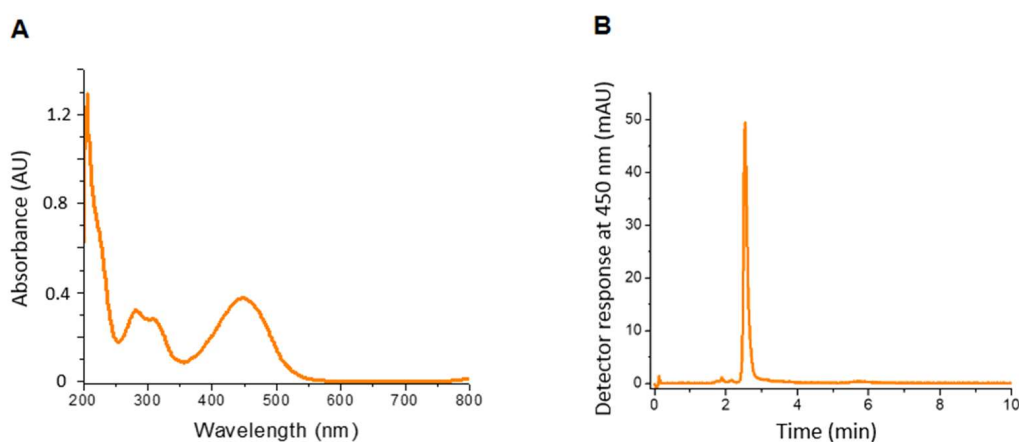 A
Absorbance (AU)
1.2
0.8
0.4
0
200 300 400 500 600 700 800
Wavelength (nm)
B
Detector response at 450 nm (mAU)
50
40
30
20
10
0
0 2 4 6 8 10
Time (min)